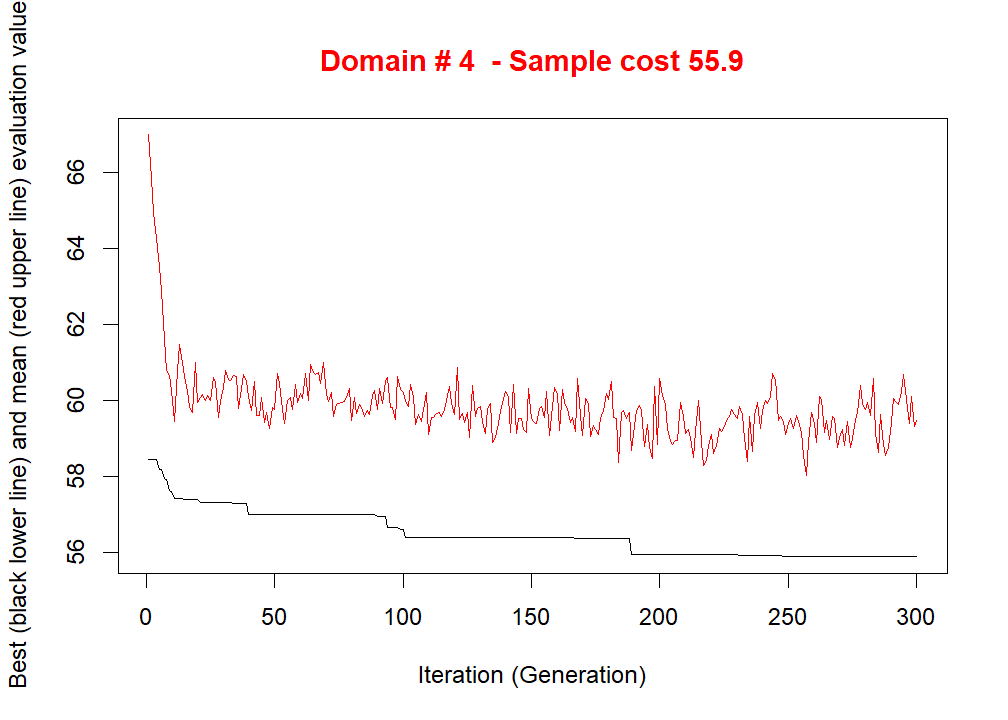 Domain # 4  - Sample cost 55.9
Best (black lower line) and mean (red upper line) evaluation value
66
64
62
60
58
56
0 50 100 150 200 250 300
Iteration (Generation)